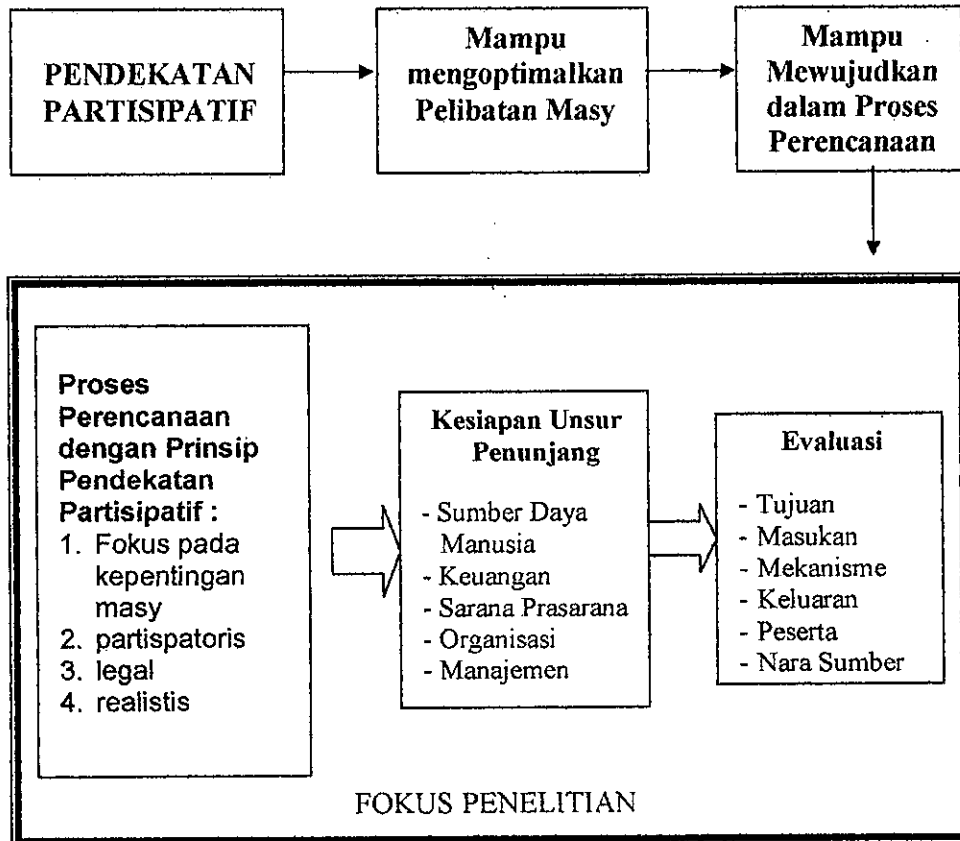 PENDEKATAN
PARTISIPATIF
Mampu
mengoptimalkan
Pelibatan Masy
Mampu
Mewujudkan
dalam Proses
Perencanaan
Proses
Perencanaan
dengan Prinsip
Pendekatan
Partisipatif :
1. Fokus pada
kepentingan
masy
2. partispatoris
3. legal
4. realistis
Kesiapan Unsur
Penunjang
- Sumber Daya
Manusia
- Keuangan
- Sarana Prasarana
- Organisasi
- Manajemen
Evaluasi
- Tujuan
- Masukan
- Mekanisme
- Keluaran
- Peserta
- Nara Sumber
FOKUS PENELITIAN